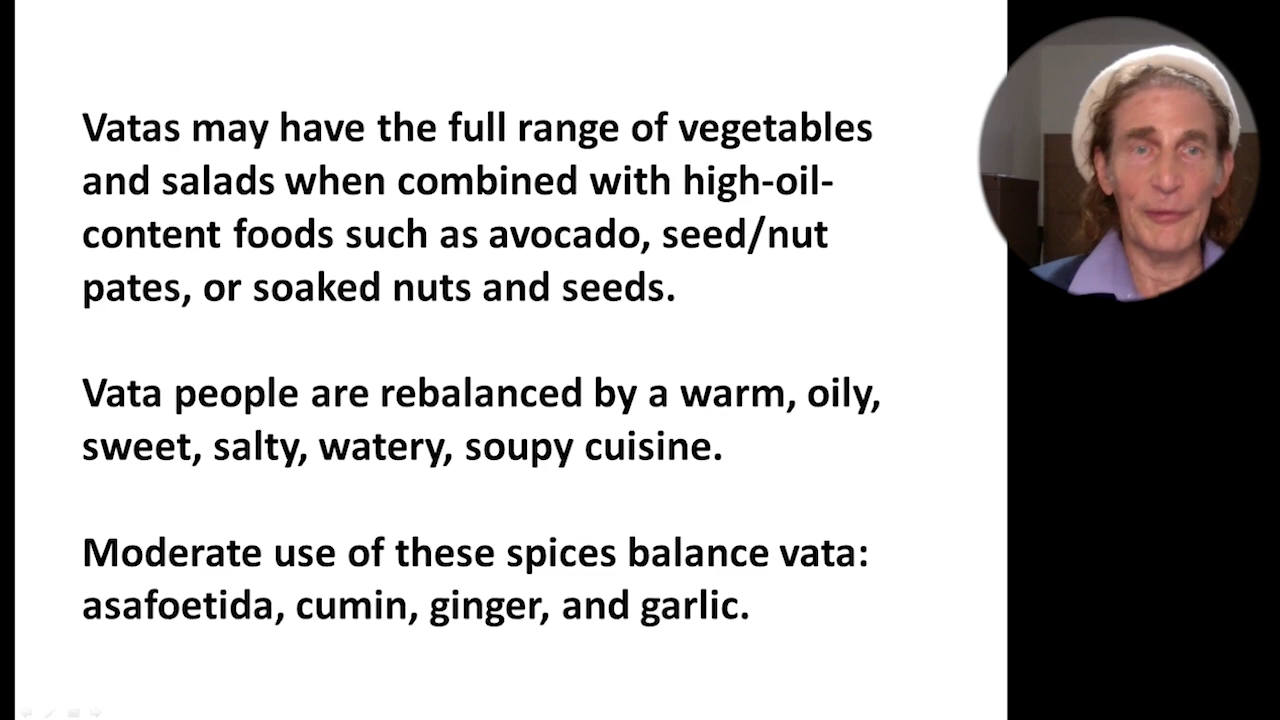 Vatas may have the full range of vegetables
and salads when combined with high-oil-
content foods such as avocado, seed/nut
pates, or soaked nuts and seeds.
Vata people are rebalanced by a warm, oily,
sweet, salty, watery, soupy cuisine.
Moderate use of these spices balance vata:
asafoetida, cumin, ginger, and garlic.